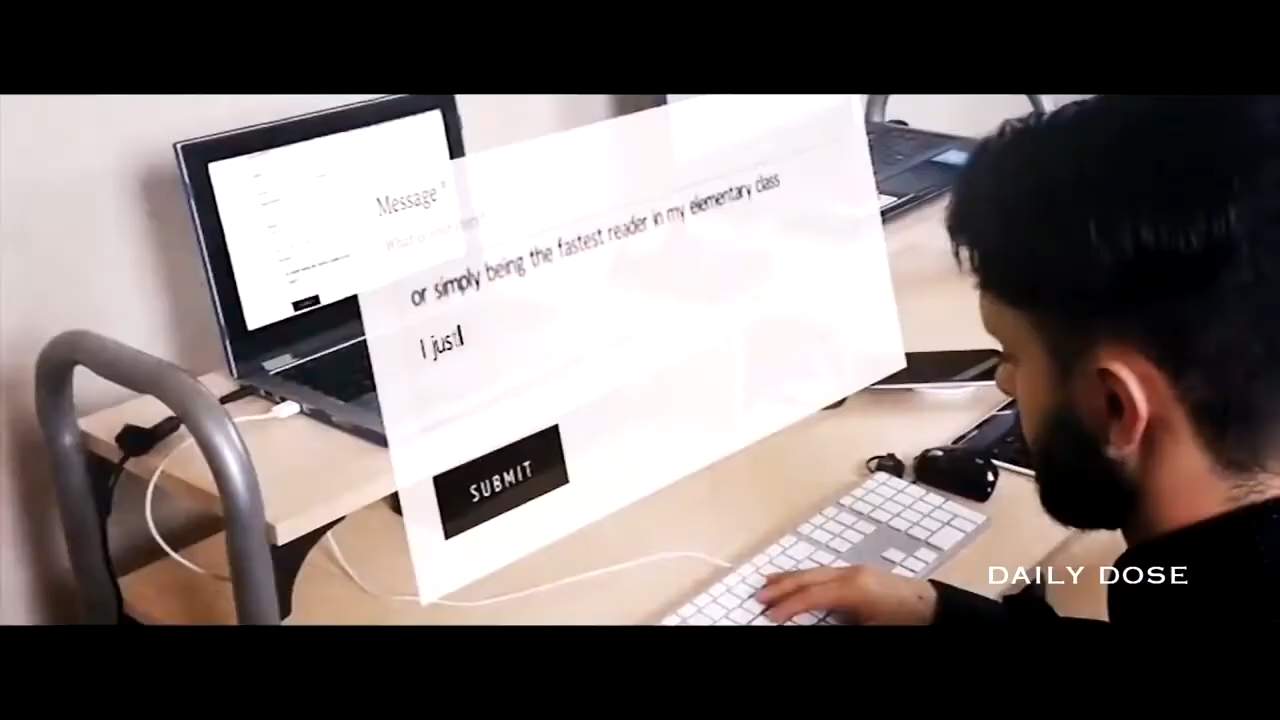 Message*
or simply being the fastest reader in my elementary class
I just
SUBMIT
DAILY DOSE